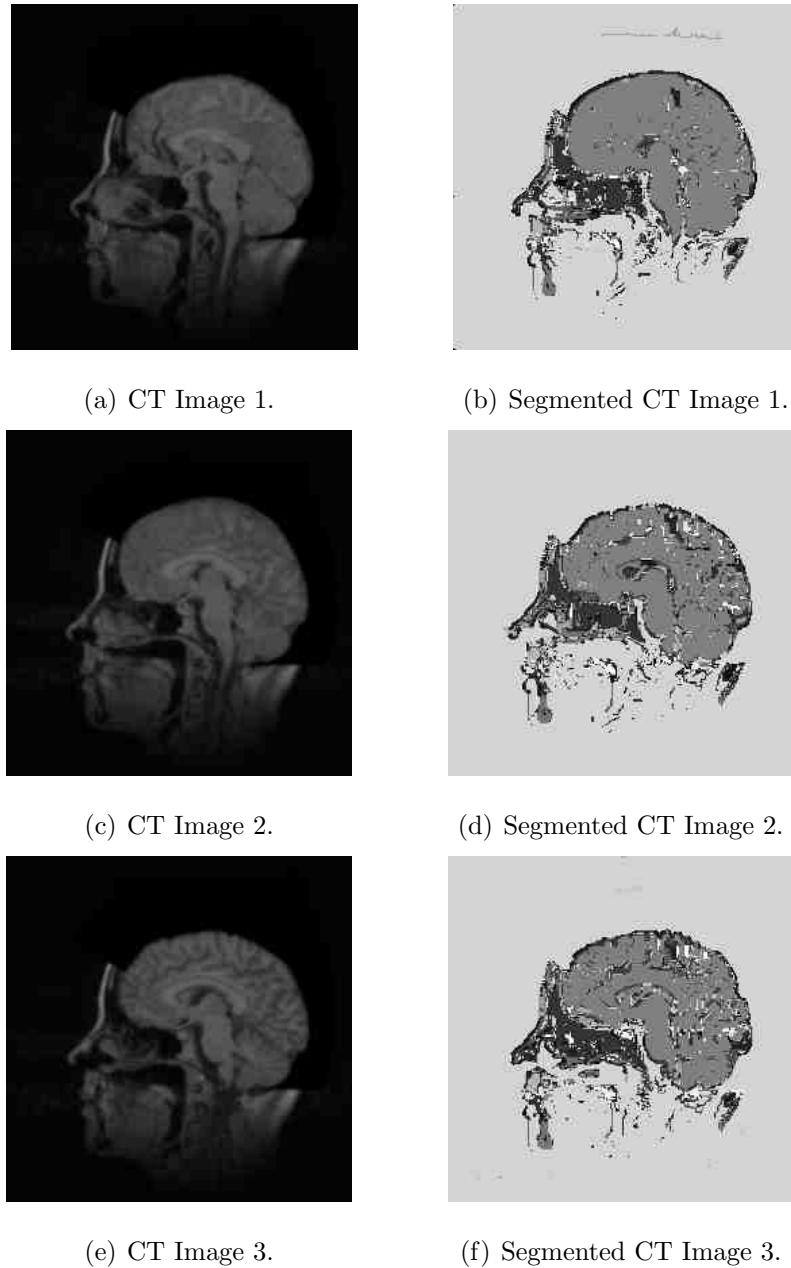 (a) CT Image 1.
(b) Segmented CT Image 1.
(c) CT Image 2.
(d) Segmented CT Image 2.
(e) CT Image 3.
(f) Segmented CT Image 3.